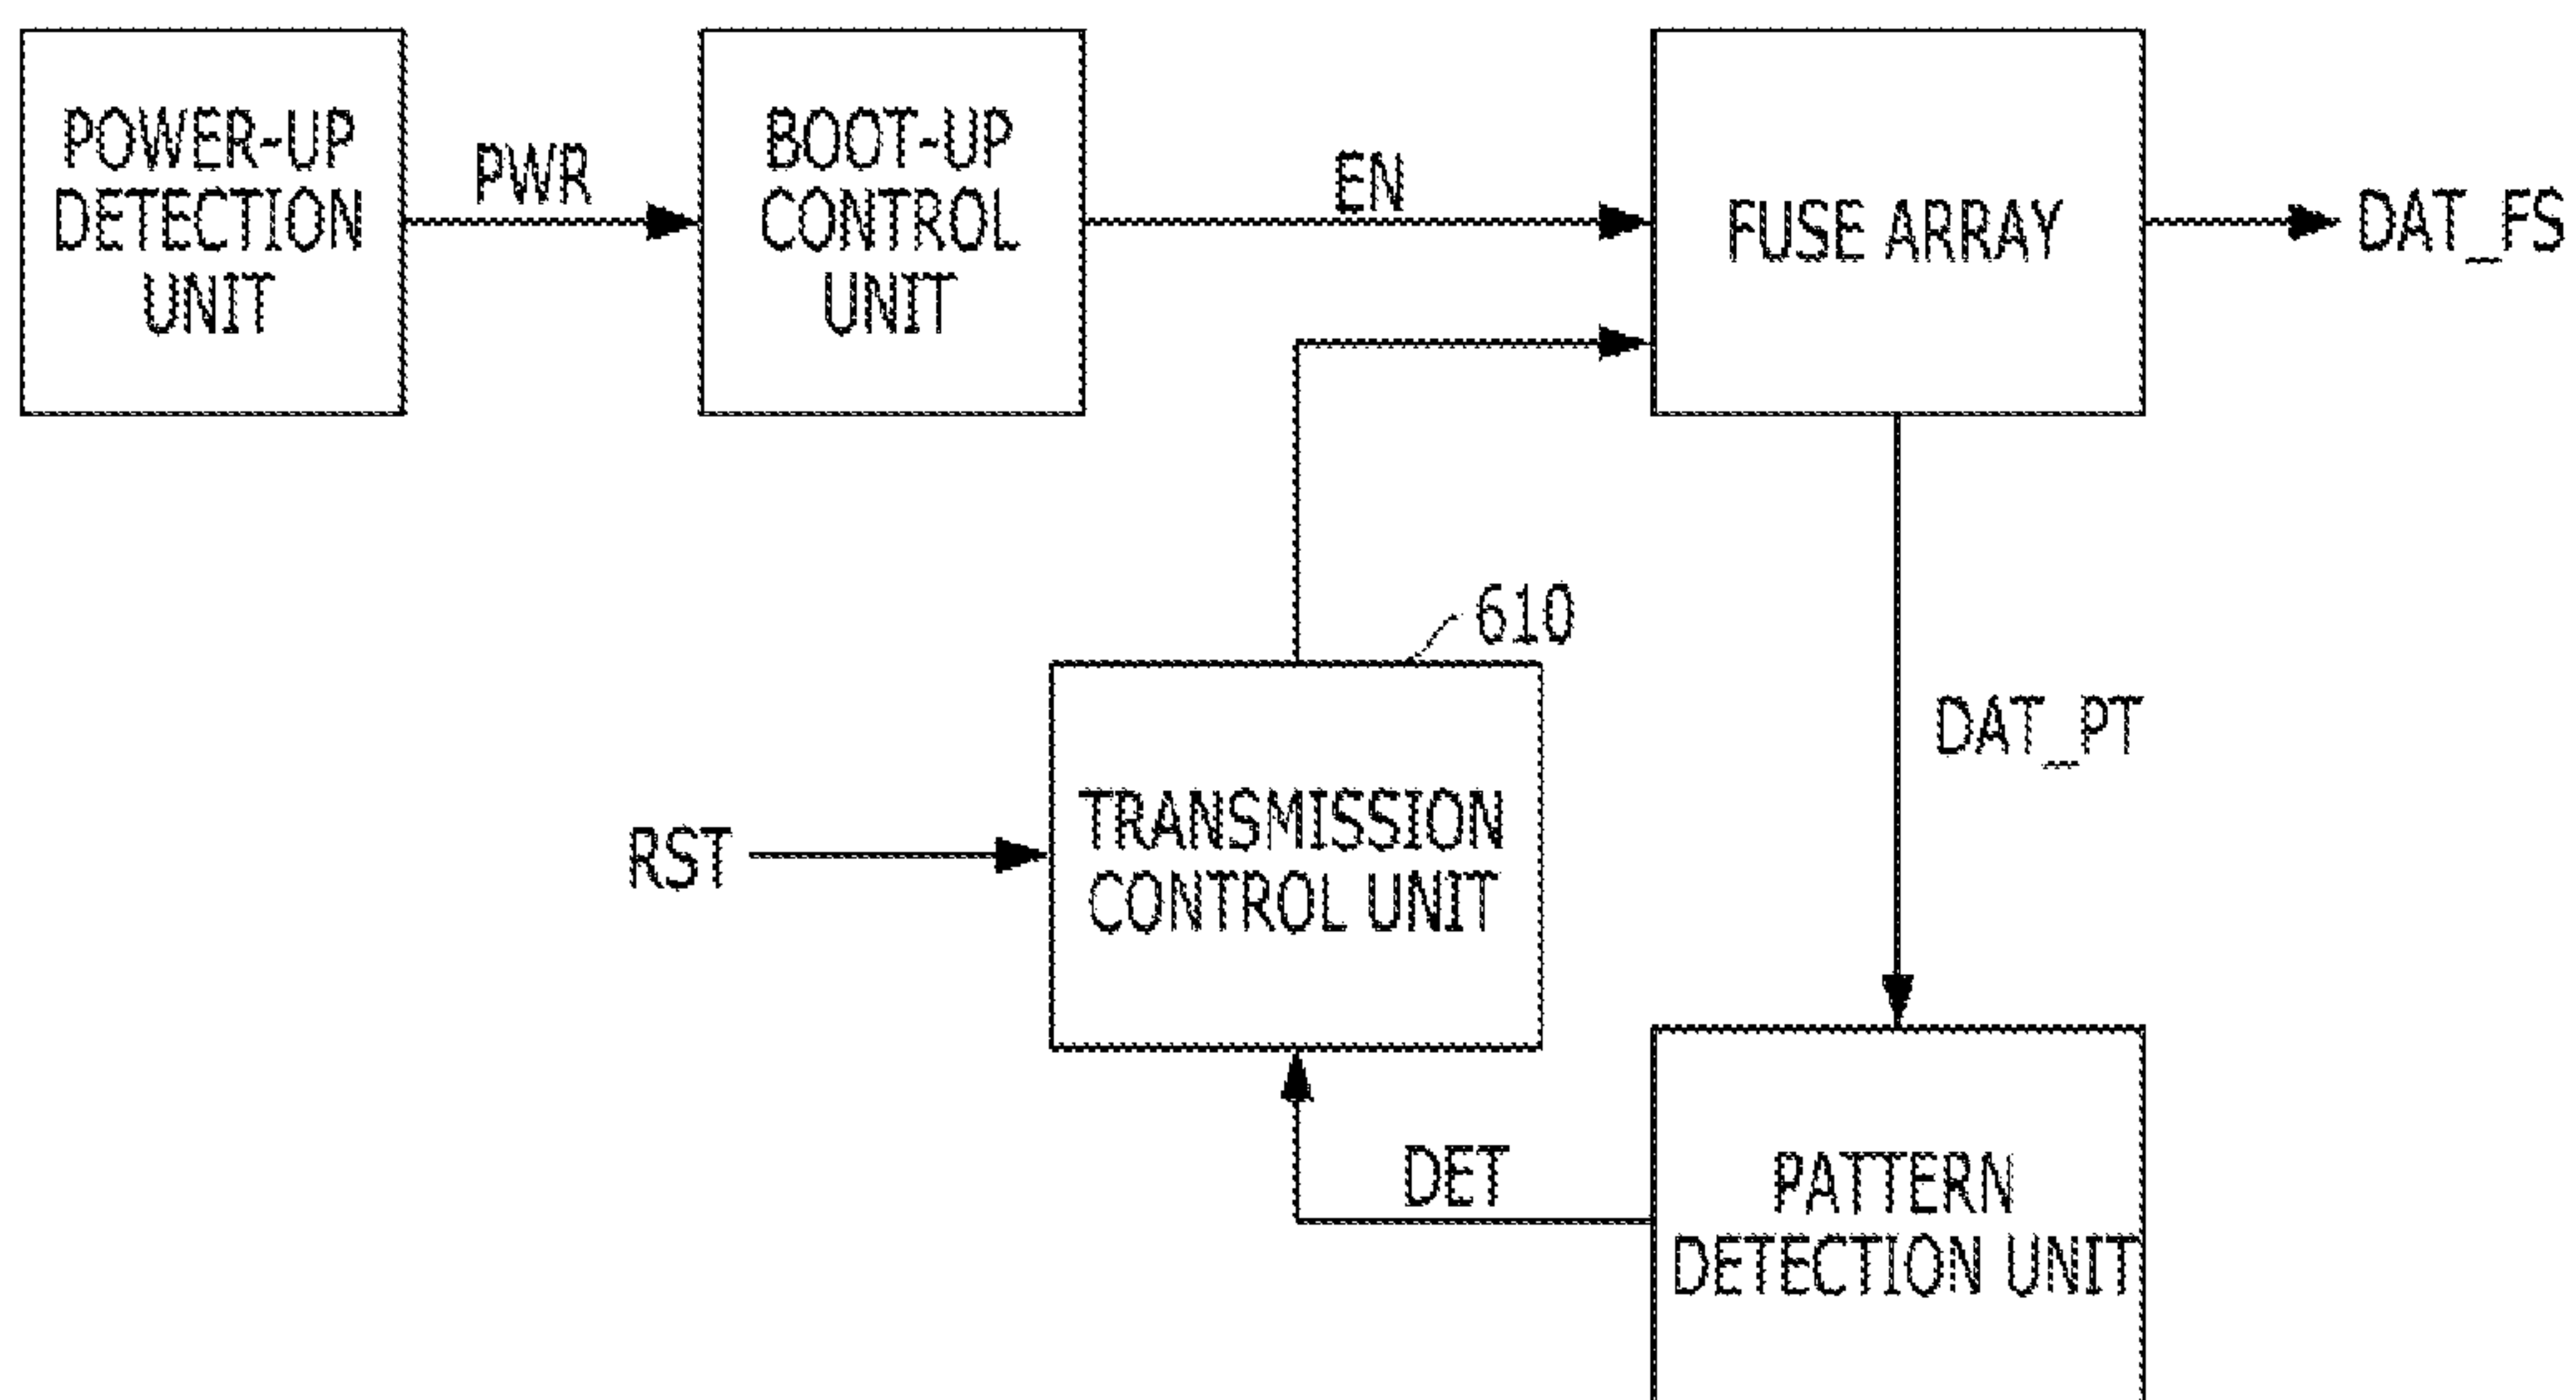 POWER-UP
DETECTION
UNIT
PWR
BOOT-UP
CONTROL
UNIT
EN
FUSE ARRAY
DAT_FS
610
DAT_PT
RST
TRANSMISSION
CONTROL UNIT
DET
PATTERN
DETECTION UNIT